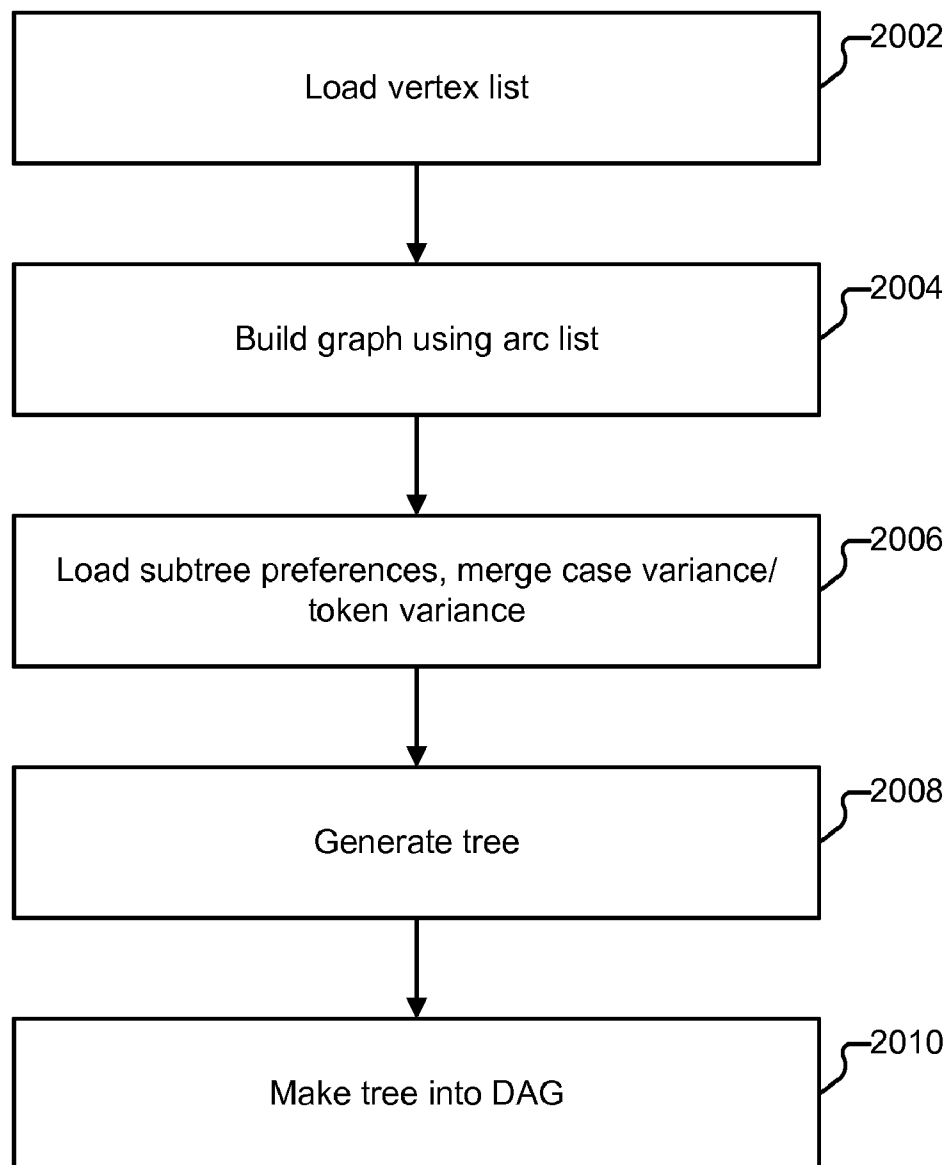 Load vertex list
2002
Build graph using arc list
2004
Load subtree preferences, merge case variance/
token variance
2006
Generate tree
2008
Make tree into DAG
2010